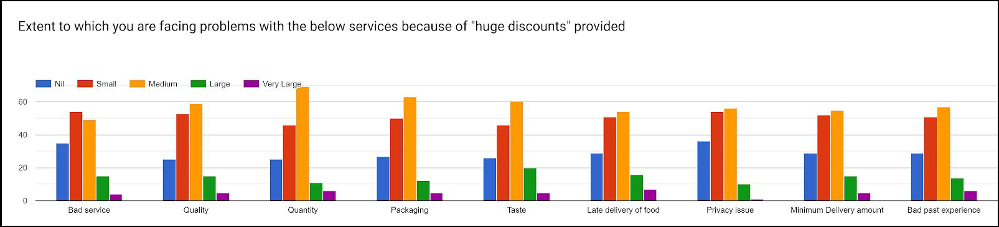 Extent to which you are facing problems with the below services because of "huge discounts" provided
Nil Small Medium Large Very Large
60
40
20
0
Bad service Quality Quantity Packaging Taste Late delivery of food Privacy issue Minimum Delivery amount Bad past experience